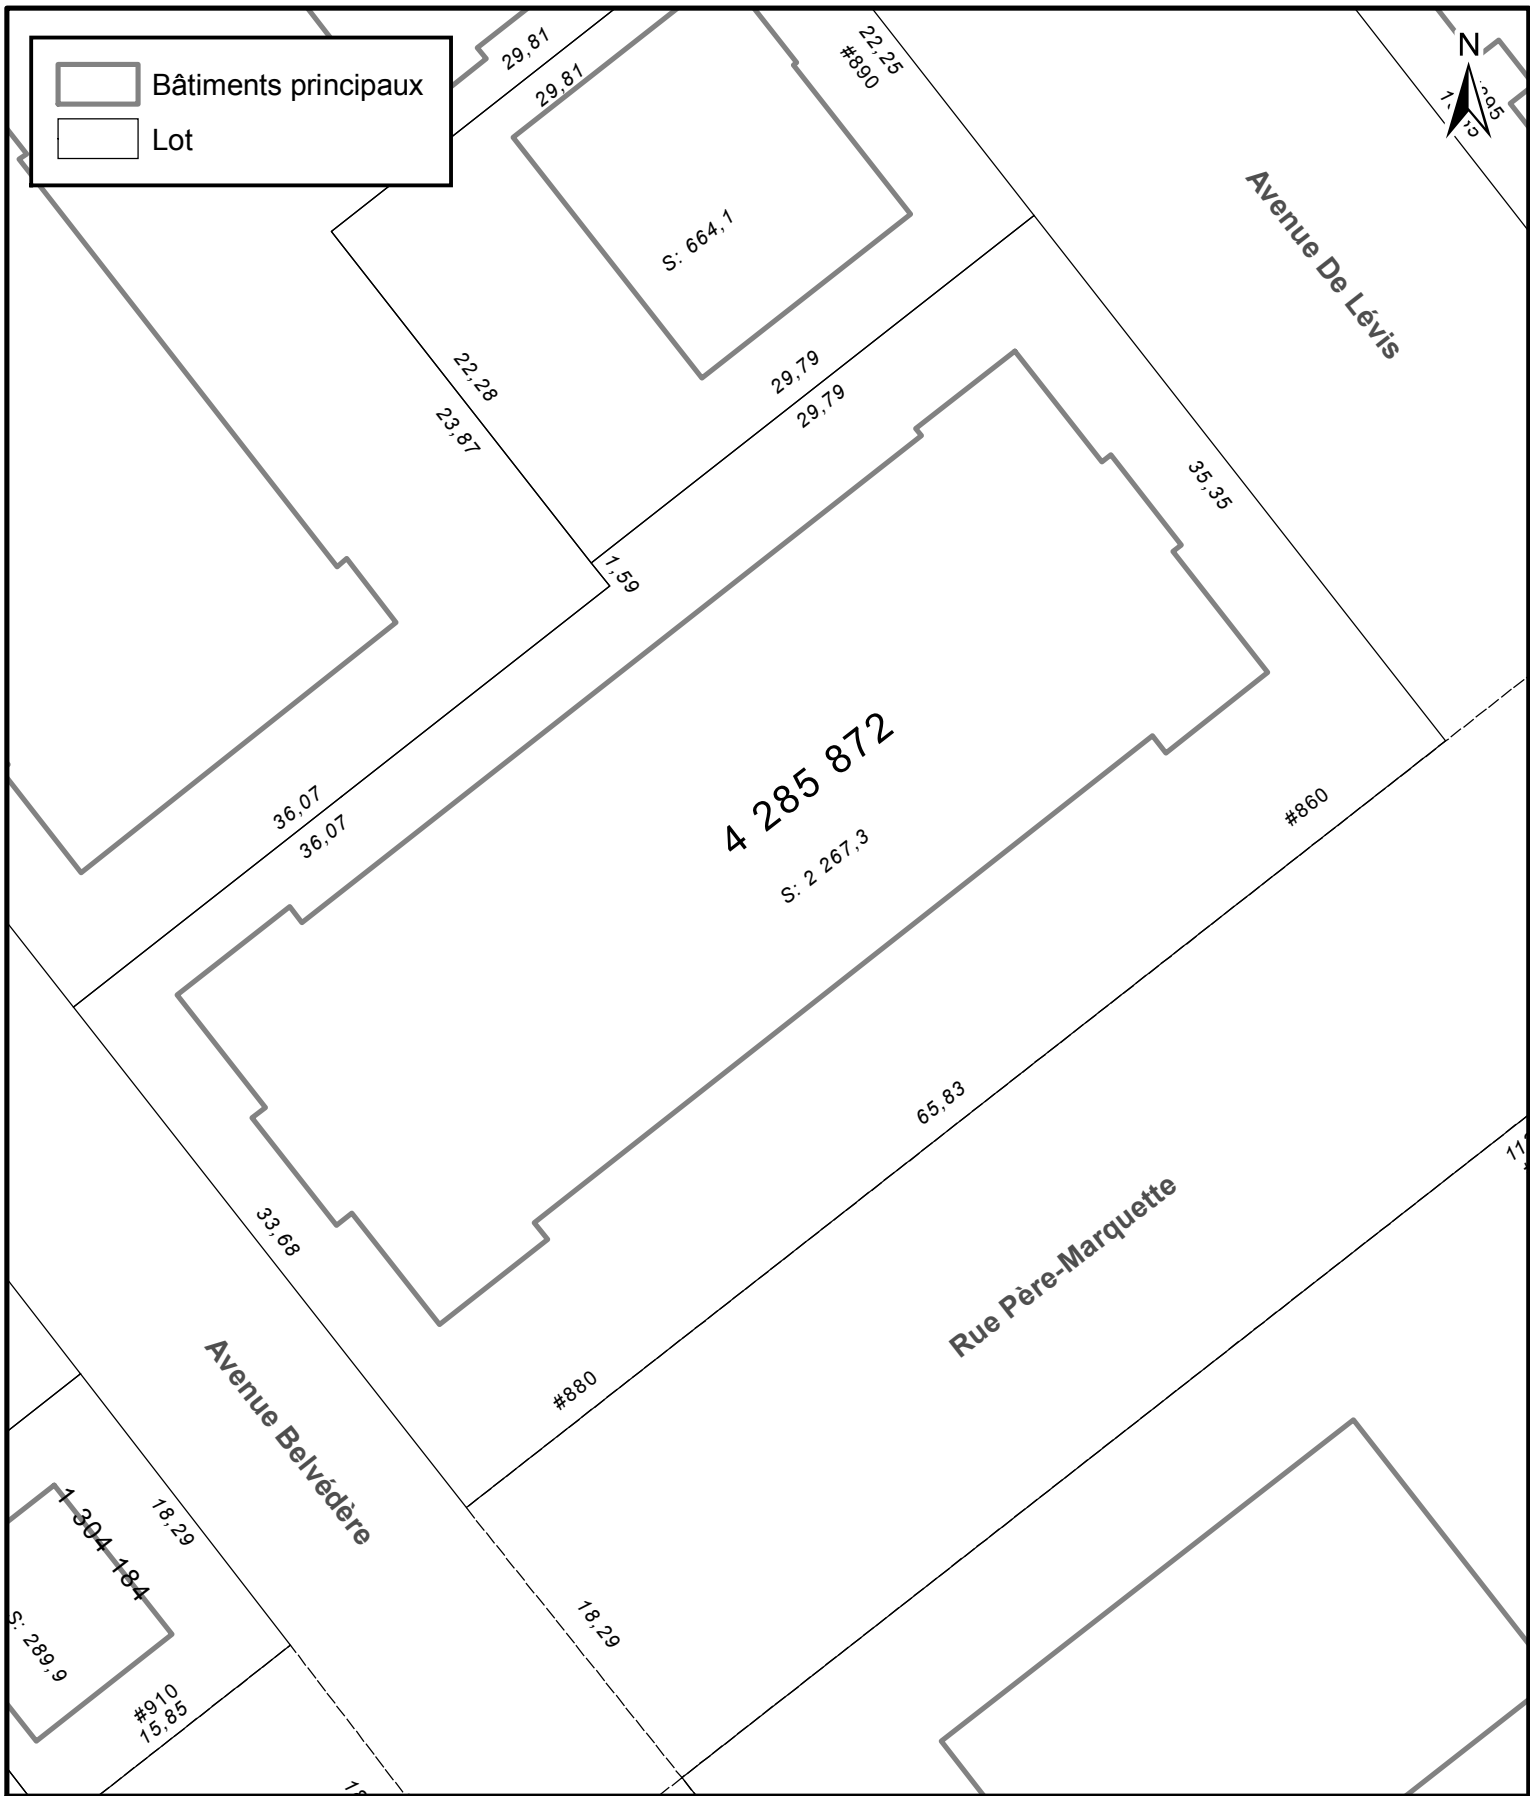 Bâtiments principaux
Lot
N
29,81
29,81
22,25
#890
Avenue De Lévis
S: 664,1
22,28
23,87
29,79
29,79
35,35
1,59
36,07
36,07
4 285 872
S: 2 267,3
#860
65,83
33,68
Rue Père-Marquette
#880
Avenue Belvédère
18,29
1 304 184
S: 289,9
18,29
#910
15,85